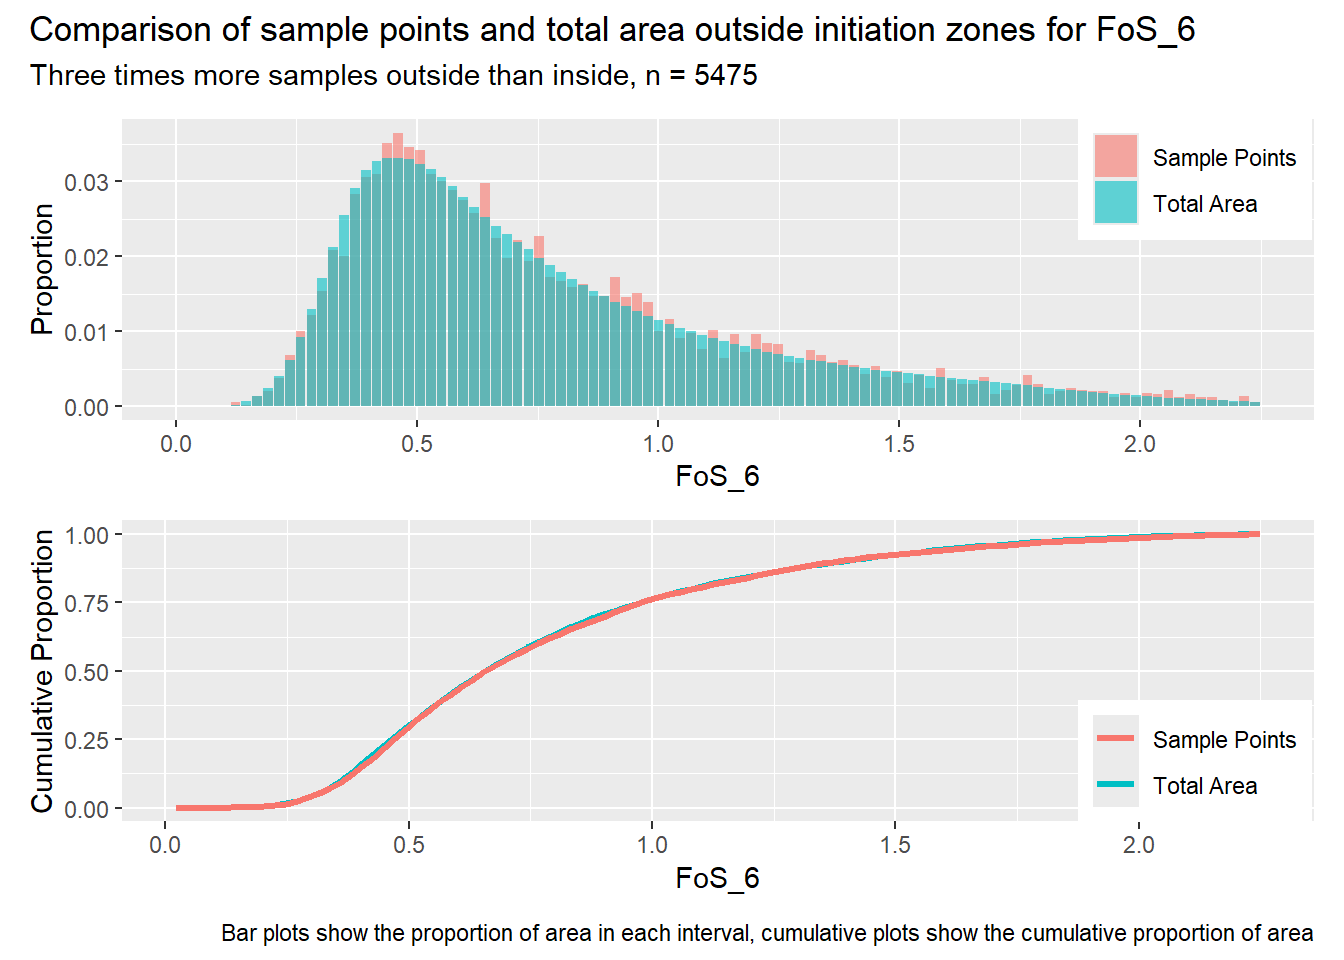 Comparison of sample points and total area outside initiation zones for FoS_6
Three times more samples outside than inside, n = 5475
Proportion
0.03
0.02
0.01
0.00
Sample Points
Total Area
0.0 0.5 1.0 1.5 2.0
FoS_6
Cumulative Proportion
1.00
0.75
0.50
0.25
0.00
Sample Points
Total Area
0.0 0.5 1.0 1.5 2.0
FoS_6
Bar plots show the proportion of area in each interval, cumulative plots show the cumulative proportion of area